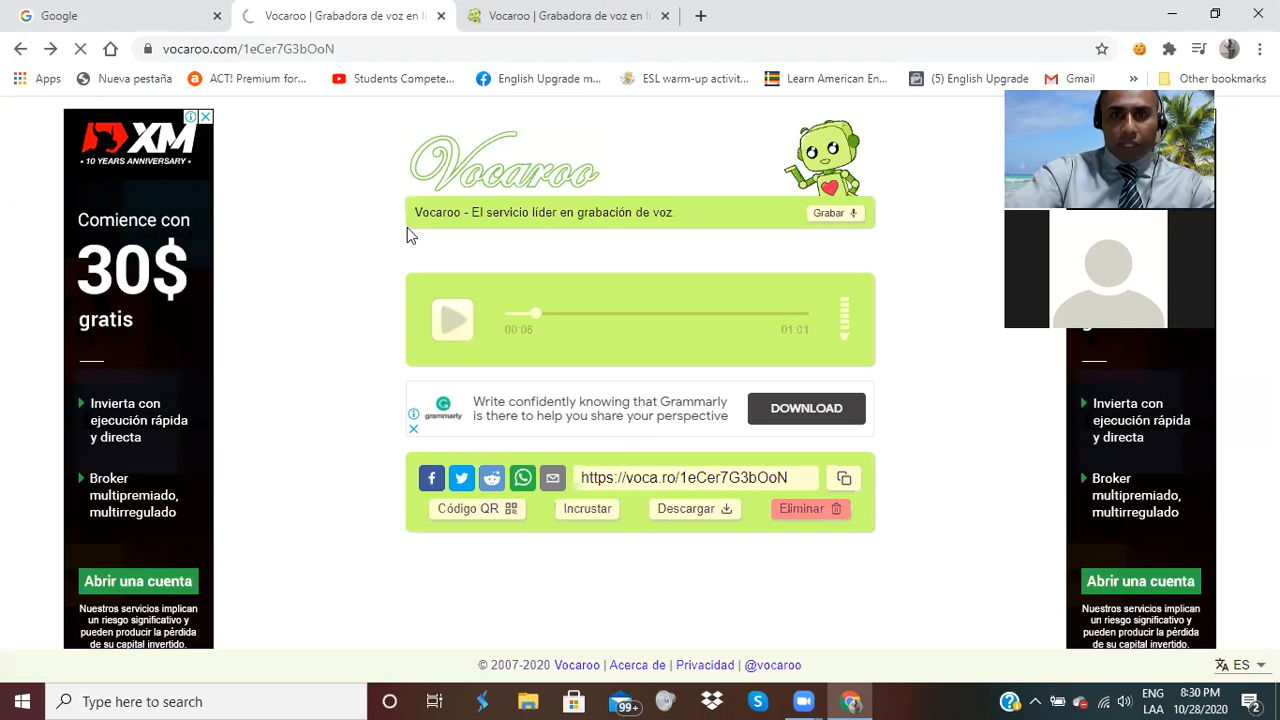 Google
Vocaroo | Grabadora de voz en lí
Vocaroo | Grabadora de voz en lí
vocaroo.com/1eCer7G3bOoN
Apps
Nueva pestaña
ACT! Premium for...
Students Compete...
English Upgrade m...
ESL warm-up activit...
Learn American En...
(5) English Upgrade
Gmail
Other bookmarks
XM
10 YEARS ANNIVERSARY
Comience con
30$
gratis
Invierta con
ejecución rápida
y directa
Broker
multipremiado,
multirregulado
Abrir una cuenta
Nuestros servicios implican
un riesgo significativo y
pueden producir la pérdida
de su capital invertido.
Vocaroo
Vocaroo - El servicio líder en grabación de voz.
Grabar
00:06
01:01
grammarly
Write confidently knowing that Grammarly
is there to help you share your perspective
DOWNLOAD
https://voca.ro/1eCer7G3bOoN
Código QR
Incrustar
Descargar
Eliminar
gratis
Invierta con
ejecución rápida
y directa
Broker
multipremiado,
multirregulado
Abrir una cuenta
Nuestros servicios implican
un riesgo significativo y
pueden producir la pérdida
de su capital invertido.
© 2007-2020 Vocaroo | Acerca de | Privacidad | @vocaroo
ES
Type here to search
99+
ENG
LAA
8:30 PM
10/28/2020
2